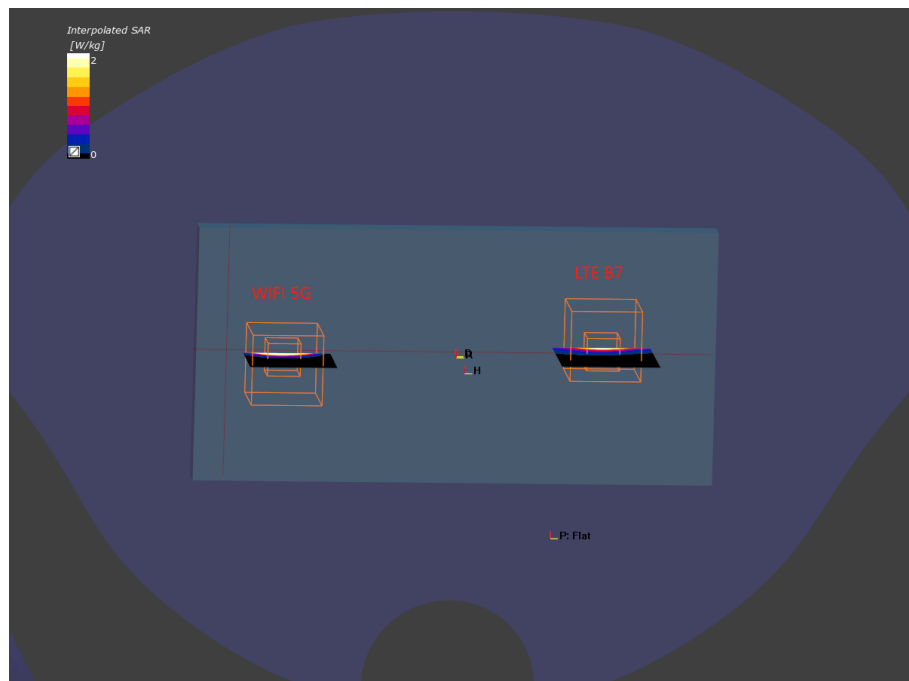 Interpolated SAR
[W/kg]
2
0
LTE B7
WIFI 5G
H
P: Flat